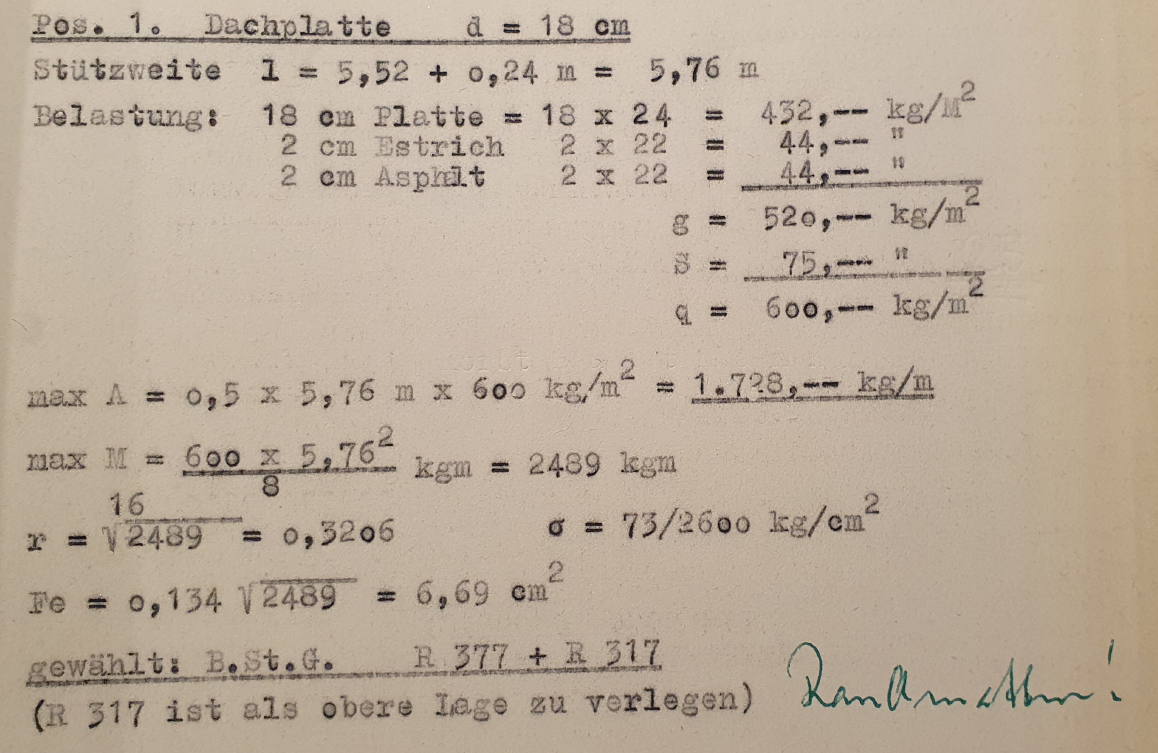 Pos. 1. Dachplatte d = 18 cm
Stützweite l = 5,52 + o,24 m = 5,76 m
Belastung: 18 cm Platte = 18 x 24 = 432,-- kg/M²
2 cm Estrich 2 x 22 = 44,-- "
2 cm Asphlt 2 x 22 = 44,-- "
g = 52o,-- kg/m²
S = 75,-- "
q = 6oo,-- kg/m²
max A = o,5 x 5,76 m x 6oo kg/m² = 1.728,-- kg/m
max M = 6oo x 5,76² kgm = 2489 kgm
8
16
r = √2489 = o,32o6 σ = 73/26oo kg/cm²
Fe = o,134 √2489 = 6,69 cm²
gewählt: B.St.G. R 377 + R 317
(R 317 ist als obere Lage zu verlegen) Randmatten!